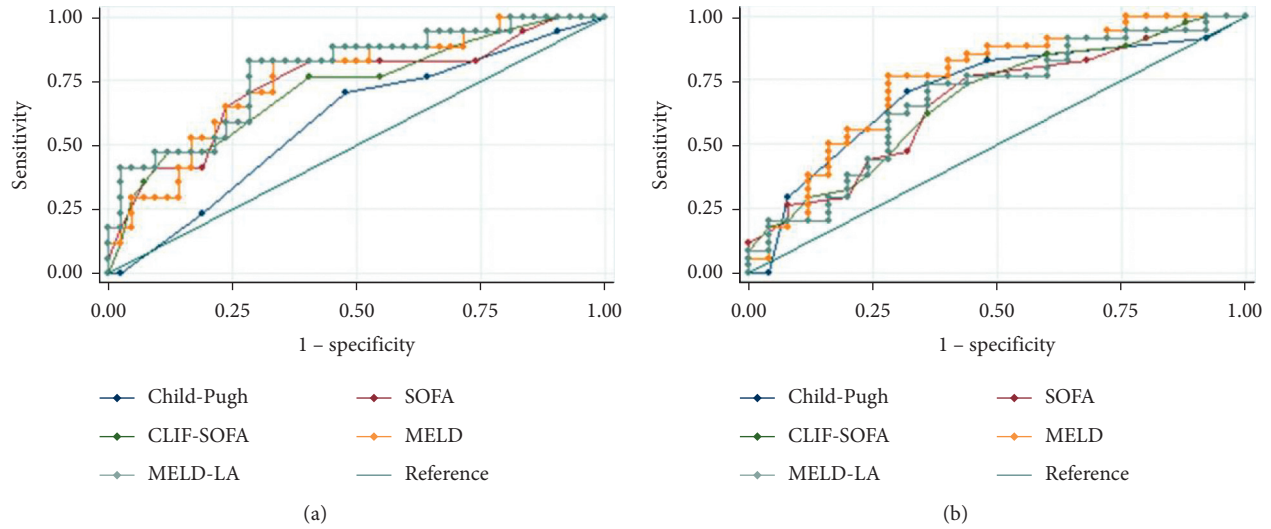 1.00
0.75
0.50
0.25
0.00
Sensitivity
0.00 0.25 0.50 0.75 1.00
1 – specificity
Child-Pugh SOFA
CLIF-SOFA MELD
MELD-LA Reference
(a)
1.00
0.75
0.50
0.25
0.00
Sensitivity
0.00 0.25 0.50 0.75 1.00
1 – specificity
Child-Pugh SOFA
CLIF-SOFA MELD
MELD-LA Reference
(b)